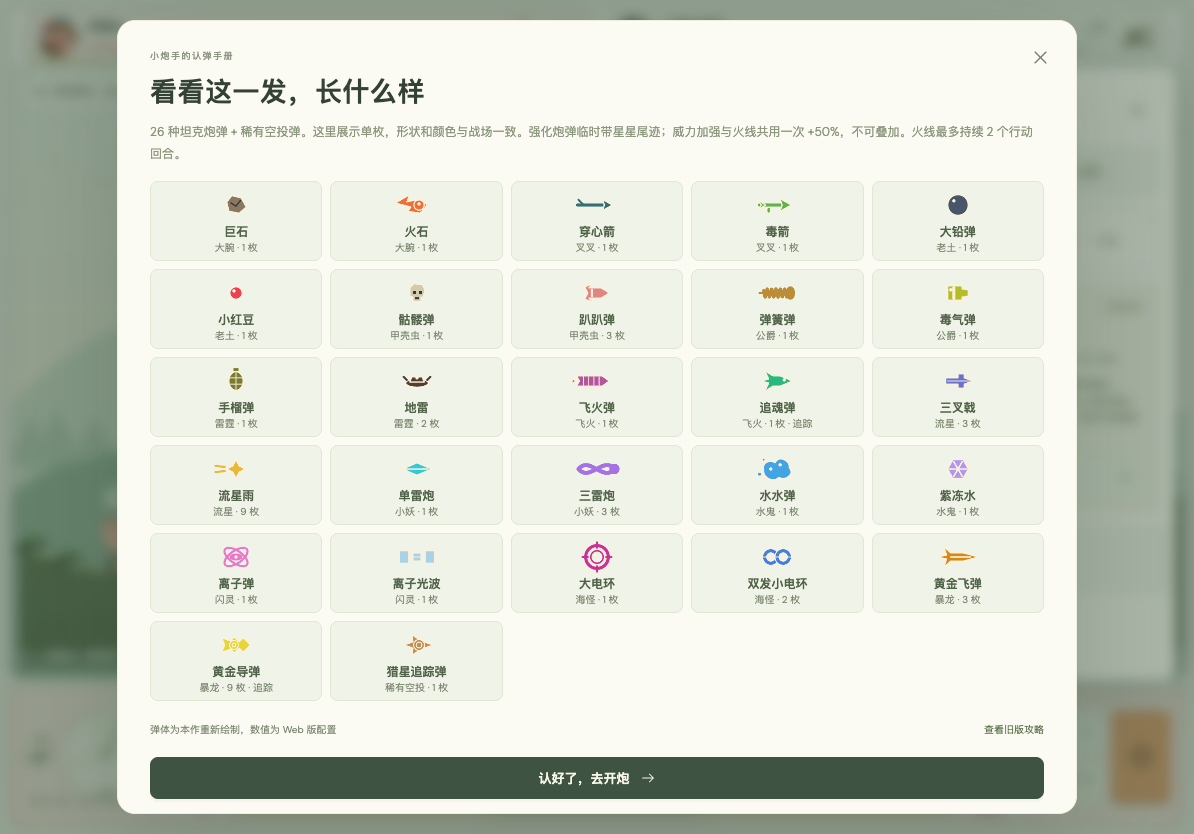 小炮手的认弹手册
看看这一发，长什么样
26 种坦克炮弹 + 稀有空投弹。这里展示单枚，形状和颜色与战场一致。强化炮弹临时带星星尾迹；威力加强与火线共用一次 +50%，不可叠加。火线最多持续 2 个行动
回合。
巨石
大腕 · 1 枚
火石
大腕 · 1 枚
穿心箭
叉叉 · 1 枚
毒箭
叉叉 · 1 枚
大铅弹
老土 · 1 枚
小红豆
老土 · 1 枚
骷髅弹
甲壳虫 · 1 枚
趴趴弹
甲壳虫 · 3 枚
弹簧弹
公爵 · 1 枚
毒气弹
公爵 · 1 枚
手榴弹
雷霆 · 1 枚
地雷
雷霆 · 2 枚
飞火弹
飞火 · 1 枚
追魂弹
飞火 · 1 枚 · 追踪
三叉戟
流星 · 3 枚
流星雨
流星 · 9 枚
单雷炮
小妖 · 1 枚
三雷炮
小妖 · 3 枚
水水弹
水鬼 · 1 枚
紫冻水
水鬼 · 1 枚
离子弹
闪灵 · 1 枚
离子光波
闪灵 · 1 枚
大电环
海怪 · 1 枚
双发小电环
海怪 · 2 枚
黄金飞弹
暴龙 · 3 枚
黄金导弹
暴龙 · 9 枚 · 追踪
猎星追踪弹
稀有空投 · 1 枚
弹体为本作重新绘制，数值为 Web 版配置
查看旧版攻略
认好了，去开炮 →